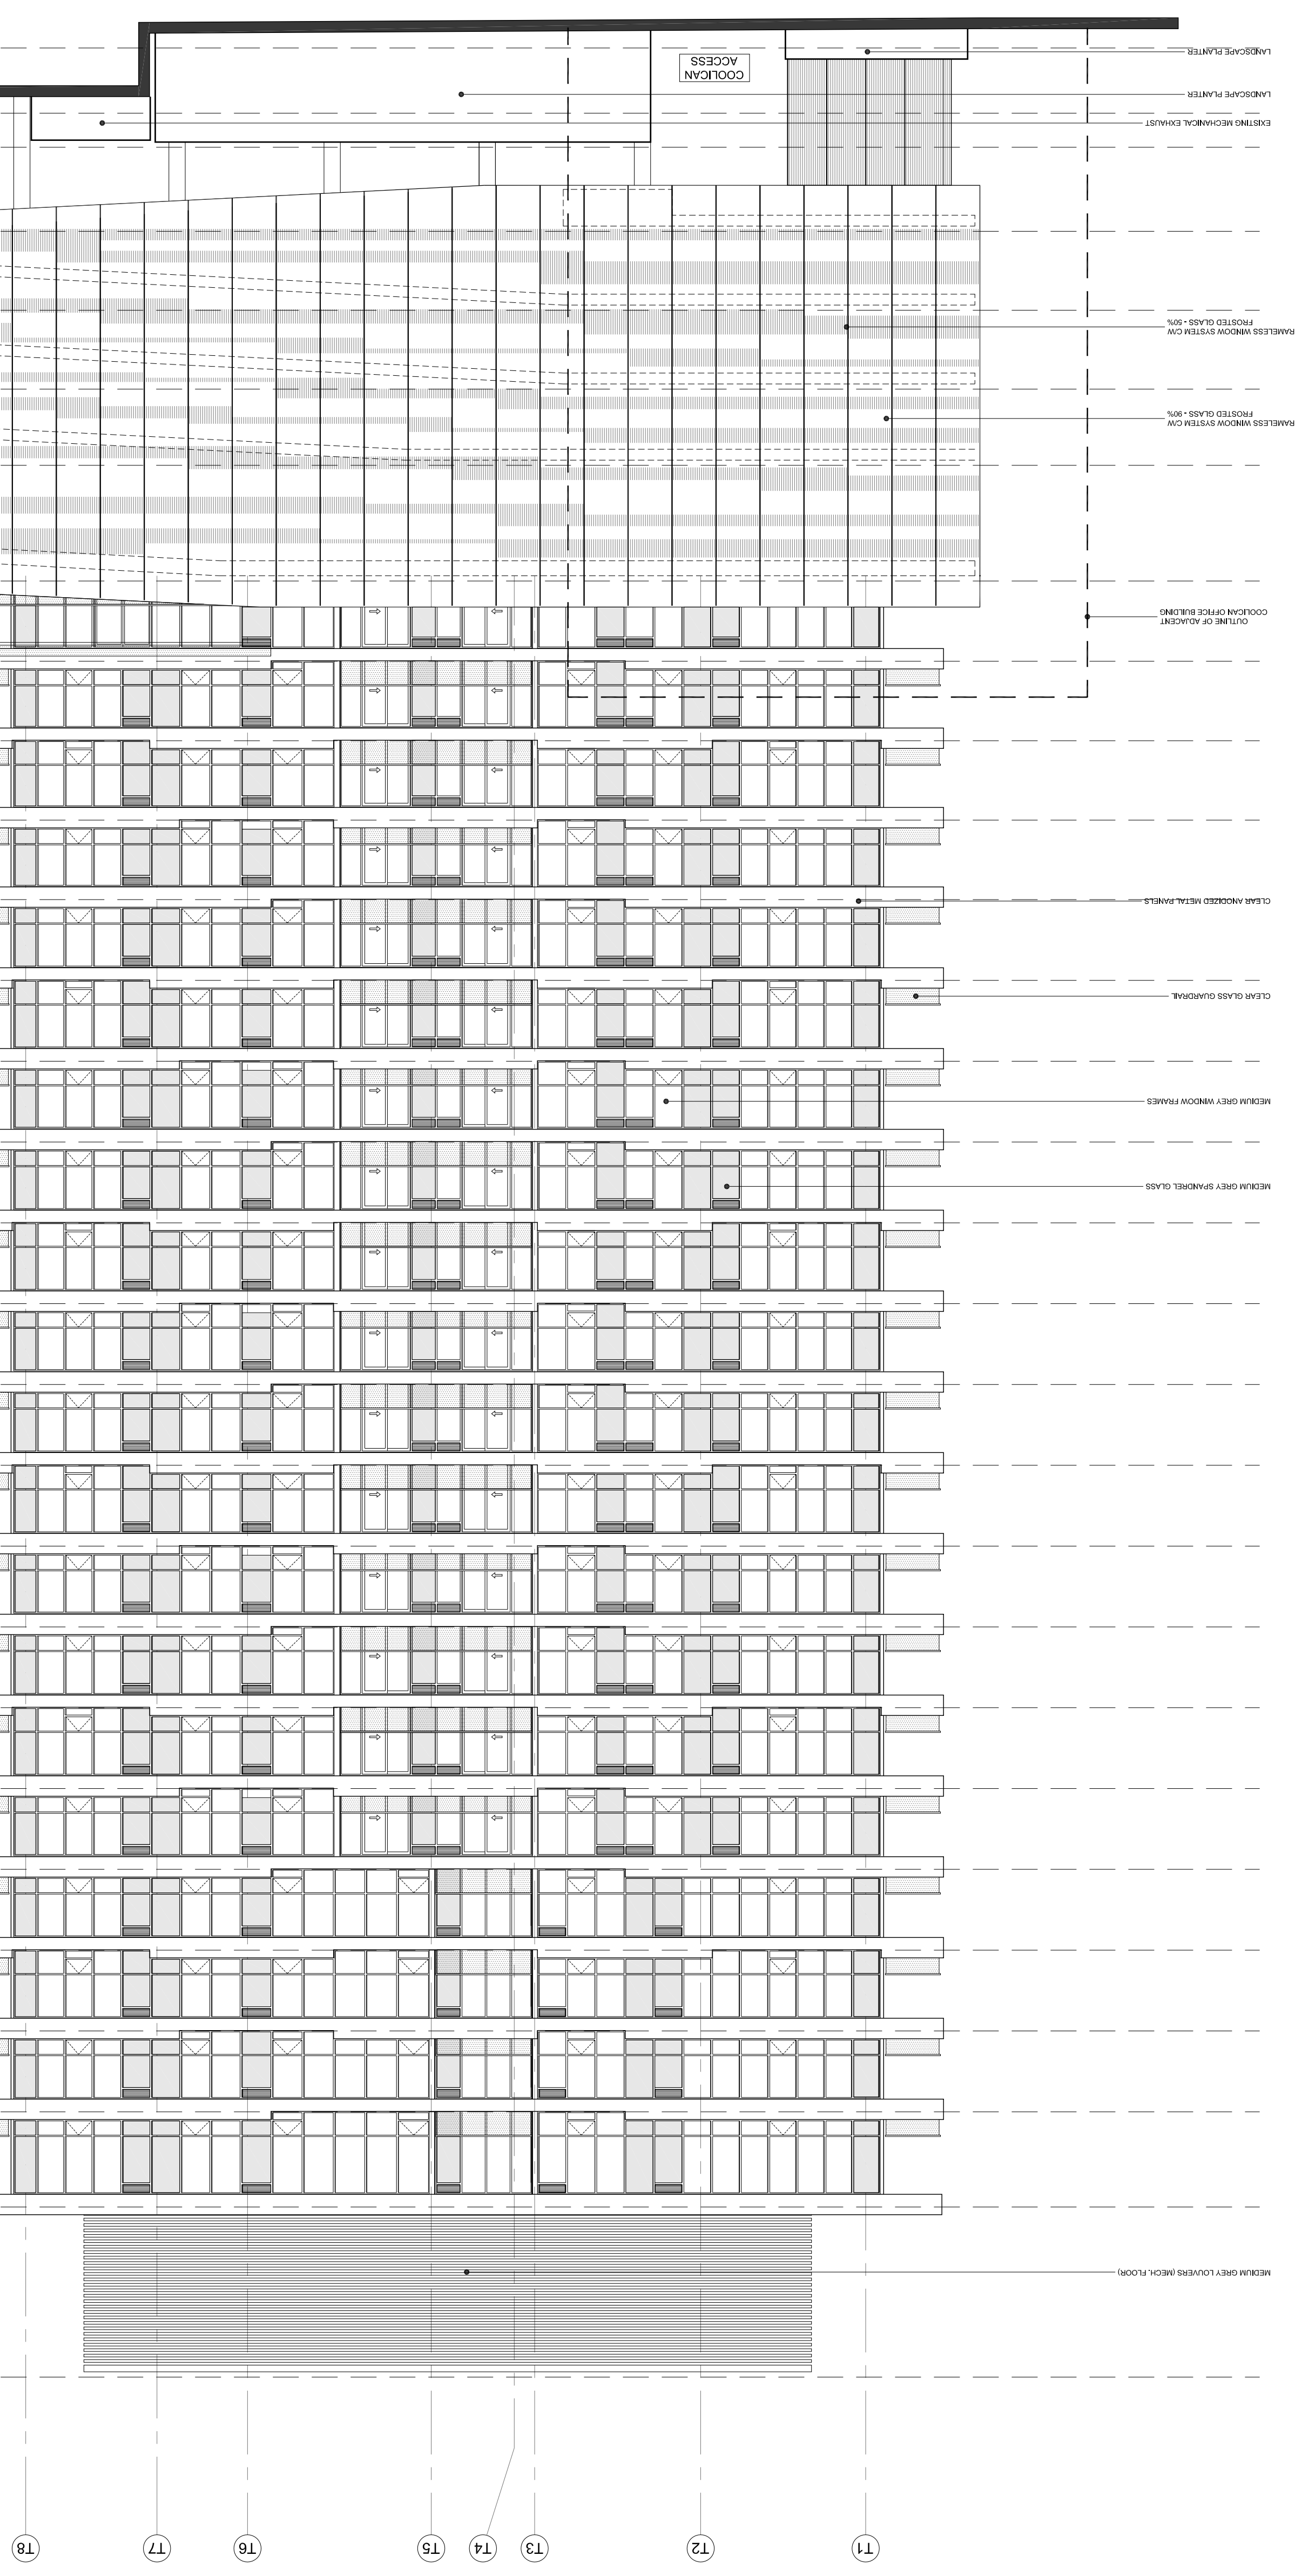 T1
T2
T3
T4
T5
T6
T7
T8
MEDIUM GREY LOUVERS (MECH. FLOOR)
MEDIUM GREY SPANDREL GLASS
MEDIUM GREY WINDOW FRAMES
CLEAR GLASS GUARDRAIL
CLEAR ANODIZED METAL PANELS
OUTLINE OF ADJACENT
COOLICAN OFFICE BUILDING
RAMELESS WINDOW SYSTEM C/W
FROSTED GLASS - 90%
RAMELESS WINDOW SYSTEM C/W
FROSTED GLASS - 50%
EXISTING MECHANICAL EXHAUST
LANDSCAPE PLANTER
COOLICAN
ACCESS
LANDSCAPE PLANTER